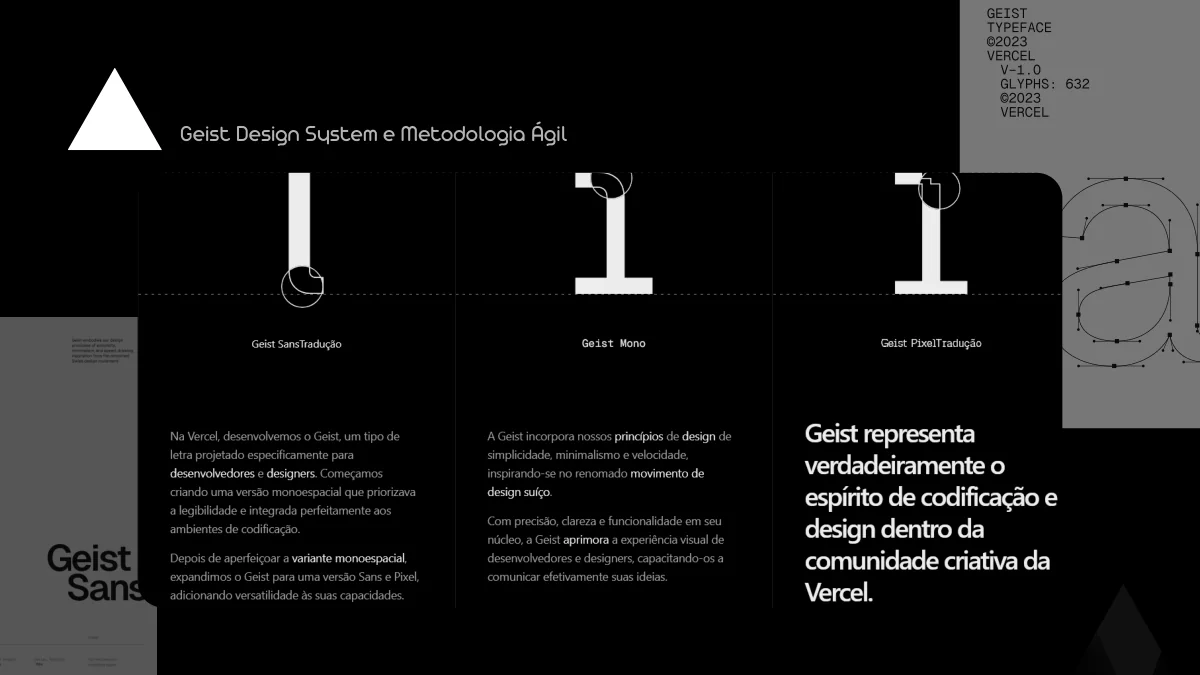 GEIST
TYPEFACE
©2023
VERCEL
V-1.0
GLYPHS: 632
©2023
VERCEL
Geist Design System e Metodologia Ágil
Geist SansTradução
Geist Mono
Geist PixelTradução
Na Vercel, desenvolvemos o Geist, um tipo de
letra projetado especificamente para
desenvolvedores e designers. Começamos
criando uma versão monoespacial que priorizava
a legibilidade e integrada perfeitamente aos
ambientes de codificação.
Depois de aperfeiçoar a variante monoespacial,
expandimos o Geist para uma versão Sans e Pixel,
adicionando versatilidade às suas capacidades.
A Geist incorpora nossos princípios de design de
simplicidade, minimalismo e velocidade,
inspirando-se no renomado movimento de
design suíço.
Com precisão, clareza e funcionalidade em seu
núcleo, a Geist aprimora a experiência visual de
desenvolvedores e designers, capacitando-os a
comunicar efetivamente suas ideias.
Geist representa
verdadeiramente o
espírito de codificação e
design dentro da
comunidade criativa da
Vercel.
Geist
Sans